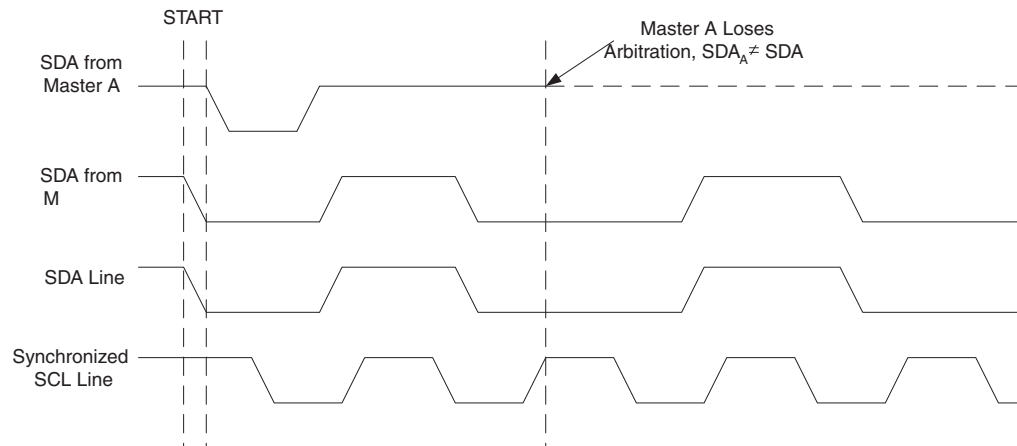 START
Master A Loses
Arbitration, SDA_A ≠ SDA
SDA from
Master A
SDA from
M
SDA Line
Synchronized
SCL Line